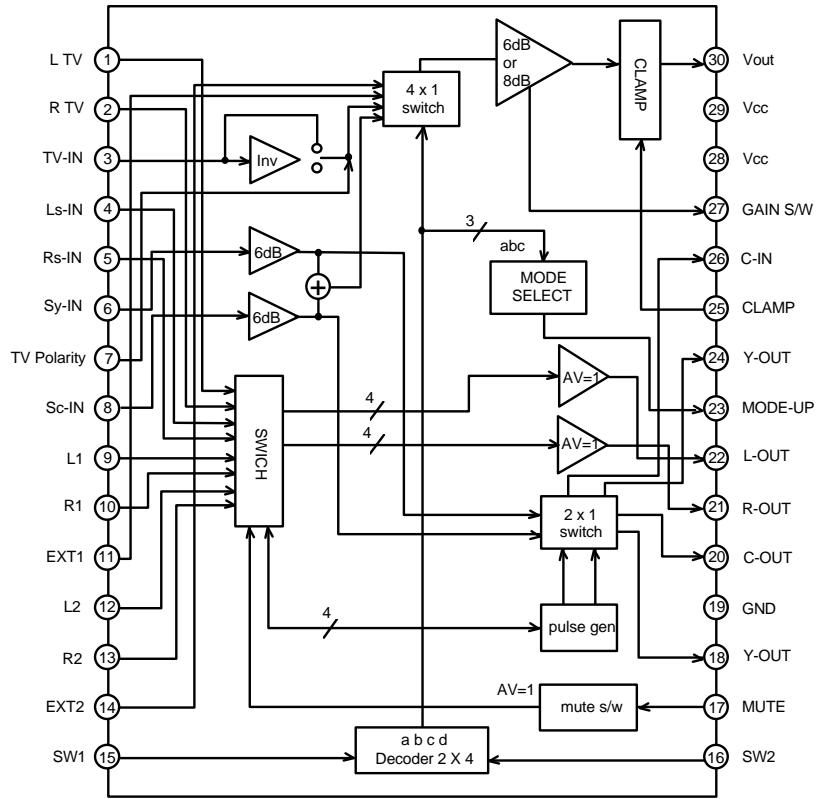 L TV 1
R TV 2
TV-IN 3
Ls-IN 4
Rs-IN 5
Sy-IN 6
TV Polarity 7
Sc-IN 8
L1 9
R1 10
EXT1 11
L2 12
R2 13
EXT2 14
SW1 15
4 x 1
switch
6dB
or
8dB
CLAMP
Inv
6dB
+
6dB
3
abc
MODE
SELECT
SWICH
4
4
AV=1
AV=1
2 x 1
switch
4
pulse gen
AV=1
mute s/w
a b c d
Decoder 2 X 4
30 Vout
29 Vcc
28 Vcc
27 GAIN S/W
26 C-IN
25 CLAMP
24 Y-OUT
23 MODE-UP
22 L-OUT
21 R-OUT
20 C-OUT
19 GND
18 Y-OUT
17 MUTE
16 SW2